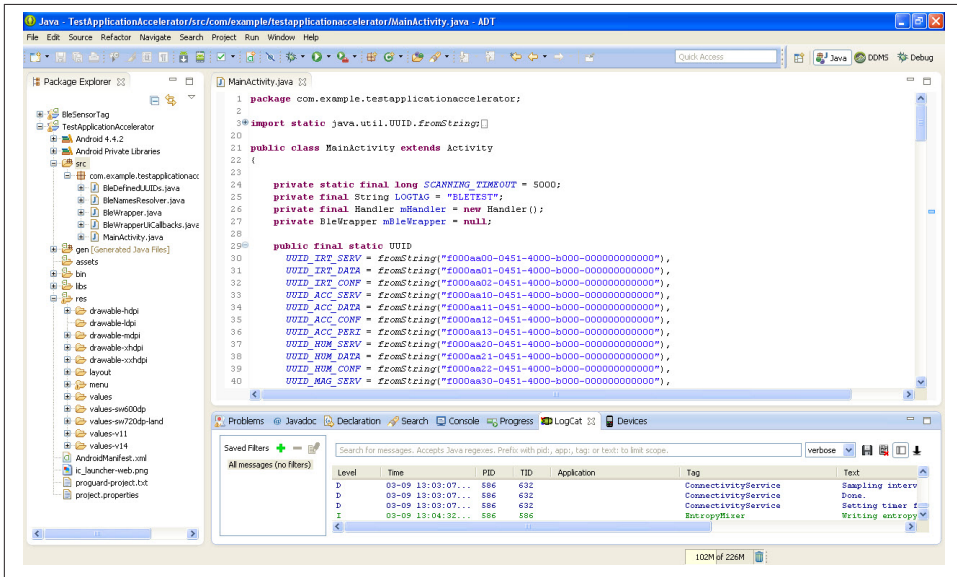 Java - TestApplicationAccelerator/src/com/example/testapplicationaccelerator/MainActivity.java - ADT
File Edit Source Refactor Navigate Search Project Run Window Help
Quick Access Java DDMS Debug
Package Explorer
BleSensorTag
TestApplicationAccelerator
Android 4.4.2
Android Private Libraries
src
com.example.testapplicationacc
BleDefinedUUIDs.java
BleNamesResolver.java
BleWrapper.java
BleWrapperUiCallbacks.java
MainActivity.java
gen [Generated Java Files]
assets
bin
libs
res
drawable-hdpi
drawable-ldpi
drawable-mdpi
drawable-xhdpi
drawable-xxhdpi
layout
menu
values
values-sw600dp
values-sw720dp-land
values-v11
values-v14
AndroidManifest.xml
ic_launcher-web.png
proguard-project.txt
project.properties
MainActivity.java
1 package com.example.testapplicationaccelerator;
2
3 import static java.util.UUID.fromString;
20
21 public class MainActivity extends Activity
22 {
23
24 private static final long SCANNING_TIMEOUT = 5000;
25 private final String LOGTAG = "BLETEST";
26 private final Handler mHandler = new Handler();
27 private BleWrapper mBleWrapper = null;
28
29 public final static UUID
30 UUID_IRT_SERV = fromString("f000aa00-0451-4000-b000-000000000000"),
31 UUID_IRT_DATA = fromString("f000aa01-0451-4000-b000-000000000000"),
32 UUID_IRT_CONF = fromString("f000aa02-0451-4000-b000-000000000000"),
33 UUID_ACC_SERV = fromString("f000aa10-0451-4000-b000-000000000000"),
34 UUID_ACC_DATA = fromString("f000aa11-0451-4000-b000-000000000000"),
35 UUID_ACC_CONF = fromString("f000aa12-0451-4000-b000-000000000000"),
36 UUID_ACC_PERI = fromString("f000aa13-0451-4000-b000-000000000000"),
37 UUID_HUM_SERV = fromString("f000aa20-0451-4000-b000-000000000000"),
38 UUID_HUM_DATA = fromString("f000aa21-0451-4000-b000-000000000000"),
39 UUID_HUM_CONF = fromString("f000aa22-0451-4000-b000-000000000000"),
40 UUID_MAG_SERV = fromString("f000aa30-0451-4000-b000-000000000000"),
Problems @ Javadoc Declaration Search Console Progress LogCat Devices
Saved Filters
All messages (no filters)
Search for messages. Accepts Java regexes. Prefix with pid:, app:, tag: or text: to limit scope. verbose
Level Time PID TID Application Tag Text
D 03-09 13:03:07... 586 632 ConnectivityService Sampling interv
D 03-09 13:03:07... 586 632 ConnectivityService Done.
D 03-09 13:03:07... 586 632 ConnectivityService Setting timer f
I 03-09 13:04:32... 586 586 EntropyMixer Writing entropy
102M of 226M